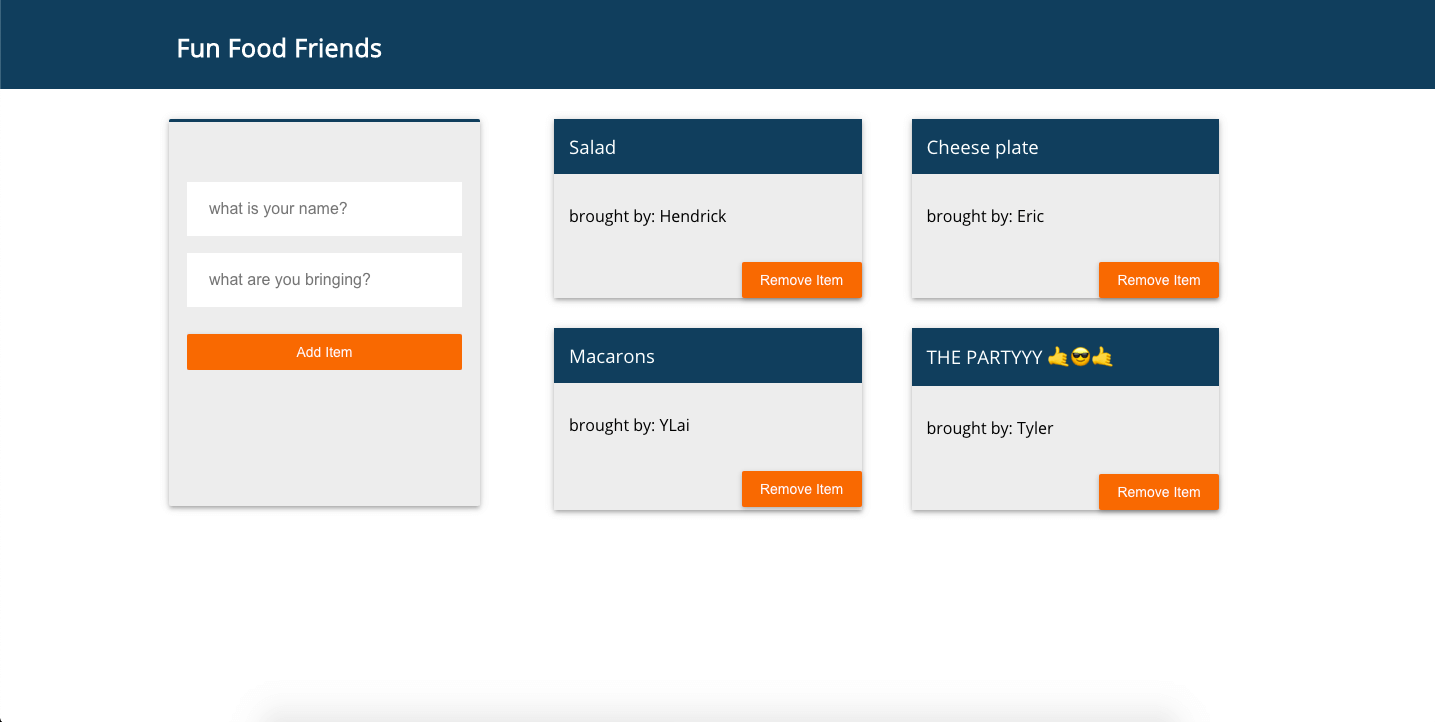 Fun Food Friends
what is your name?
what are you bringing?
Add Item
Salad
brought by: Hendrick
Remove Item
Cheese plate
brought by: Eric
Remove Item
Macarons
brought by: YLai
Remove Item
THE PARTYYY 🤙😎🤙
brought by: Tyler
Remove Item